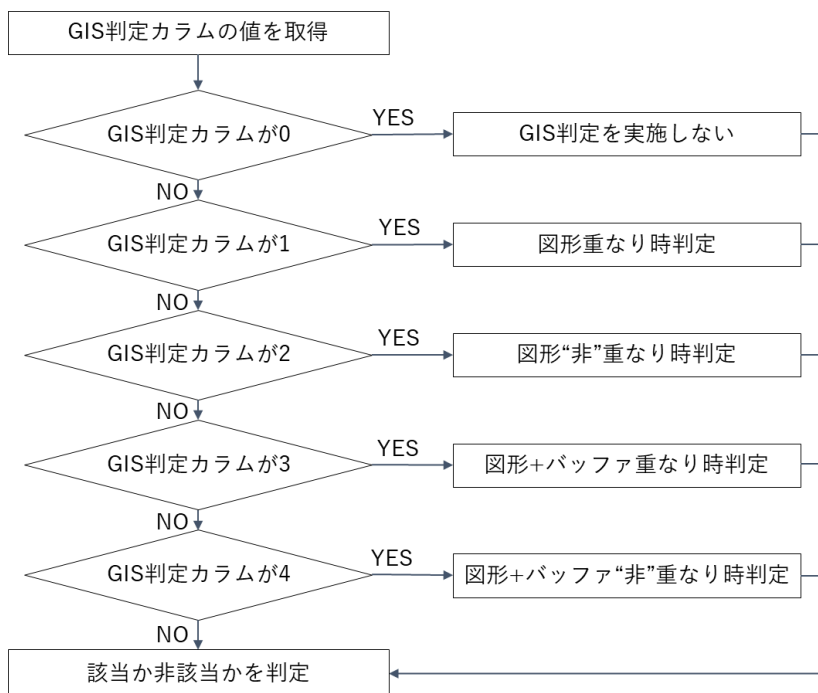 GIS判定カラムの値を取得
GIS判定カラムが0
YES
GIS判定を実施しない
NO
GIS判定カラムが1
YES
図形重なり時判定
NO
GIS判定カラムが2
YES
図形“非”重なり時判定
NO
GIS判定カラムが3
YES
図形+バッファ重なり時判定
NO
GIS判定カラムが4
YES
図形+バッファ“非”重なり時判定
NO
該当か非該当かを判定